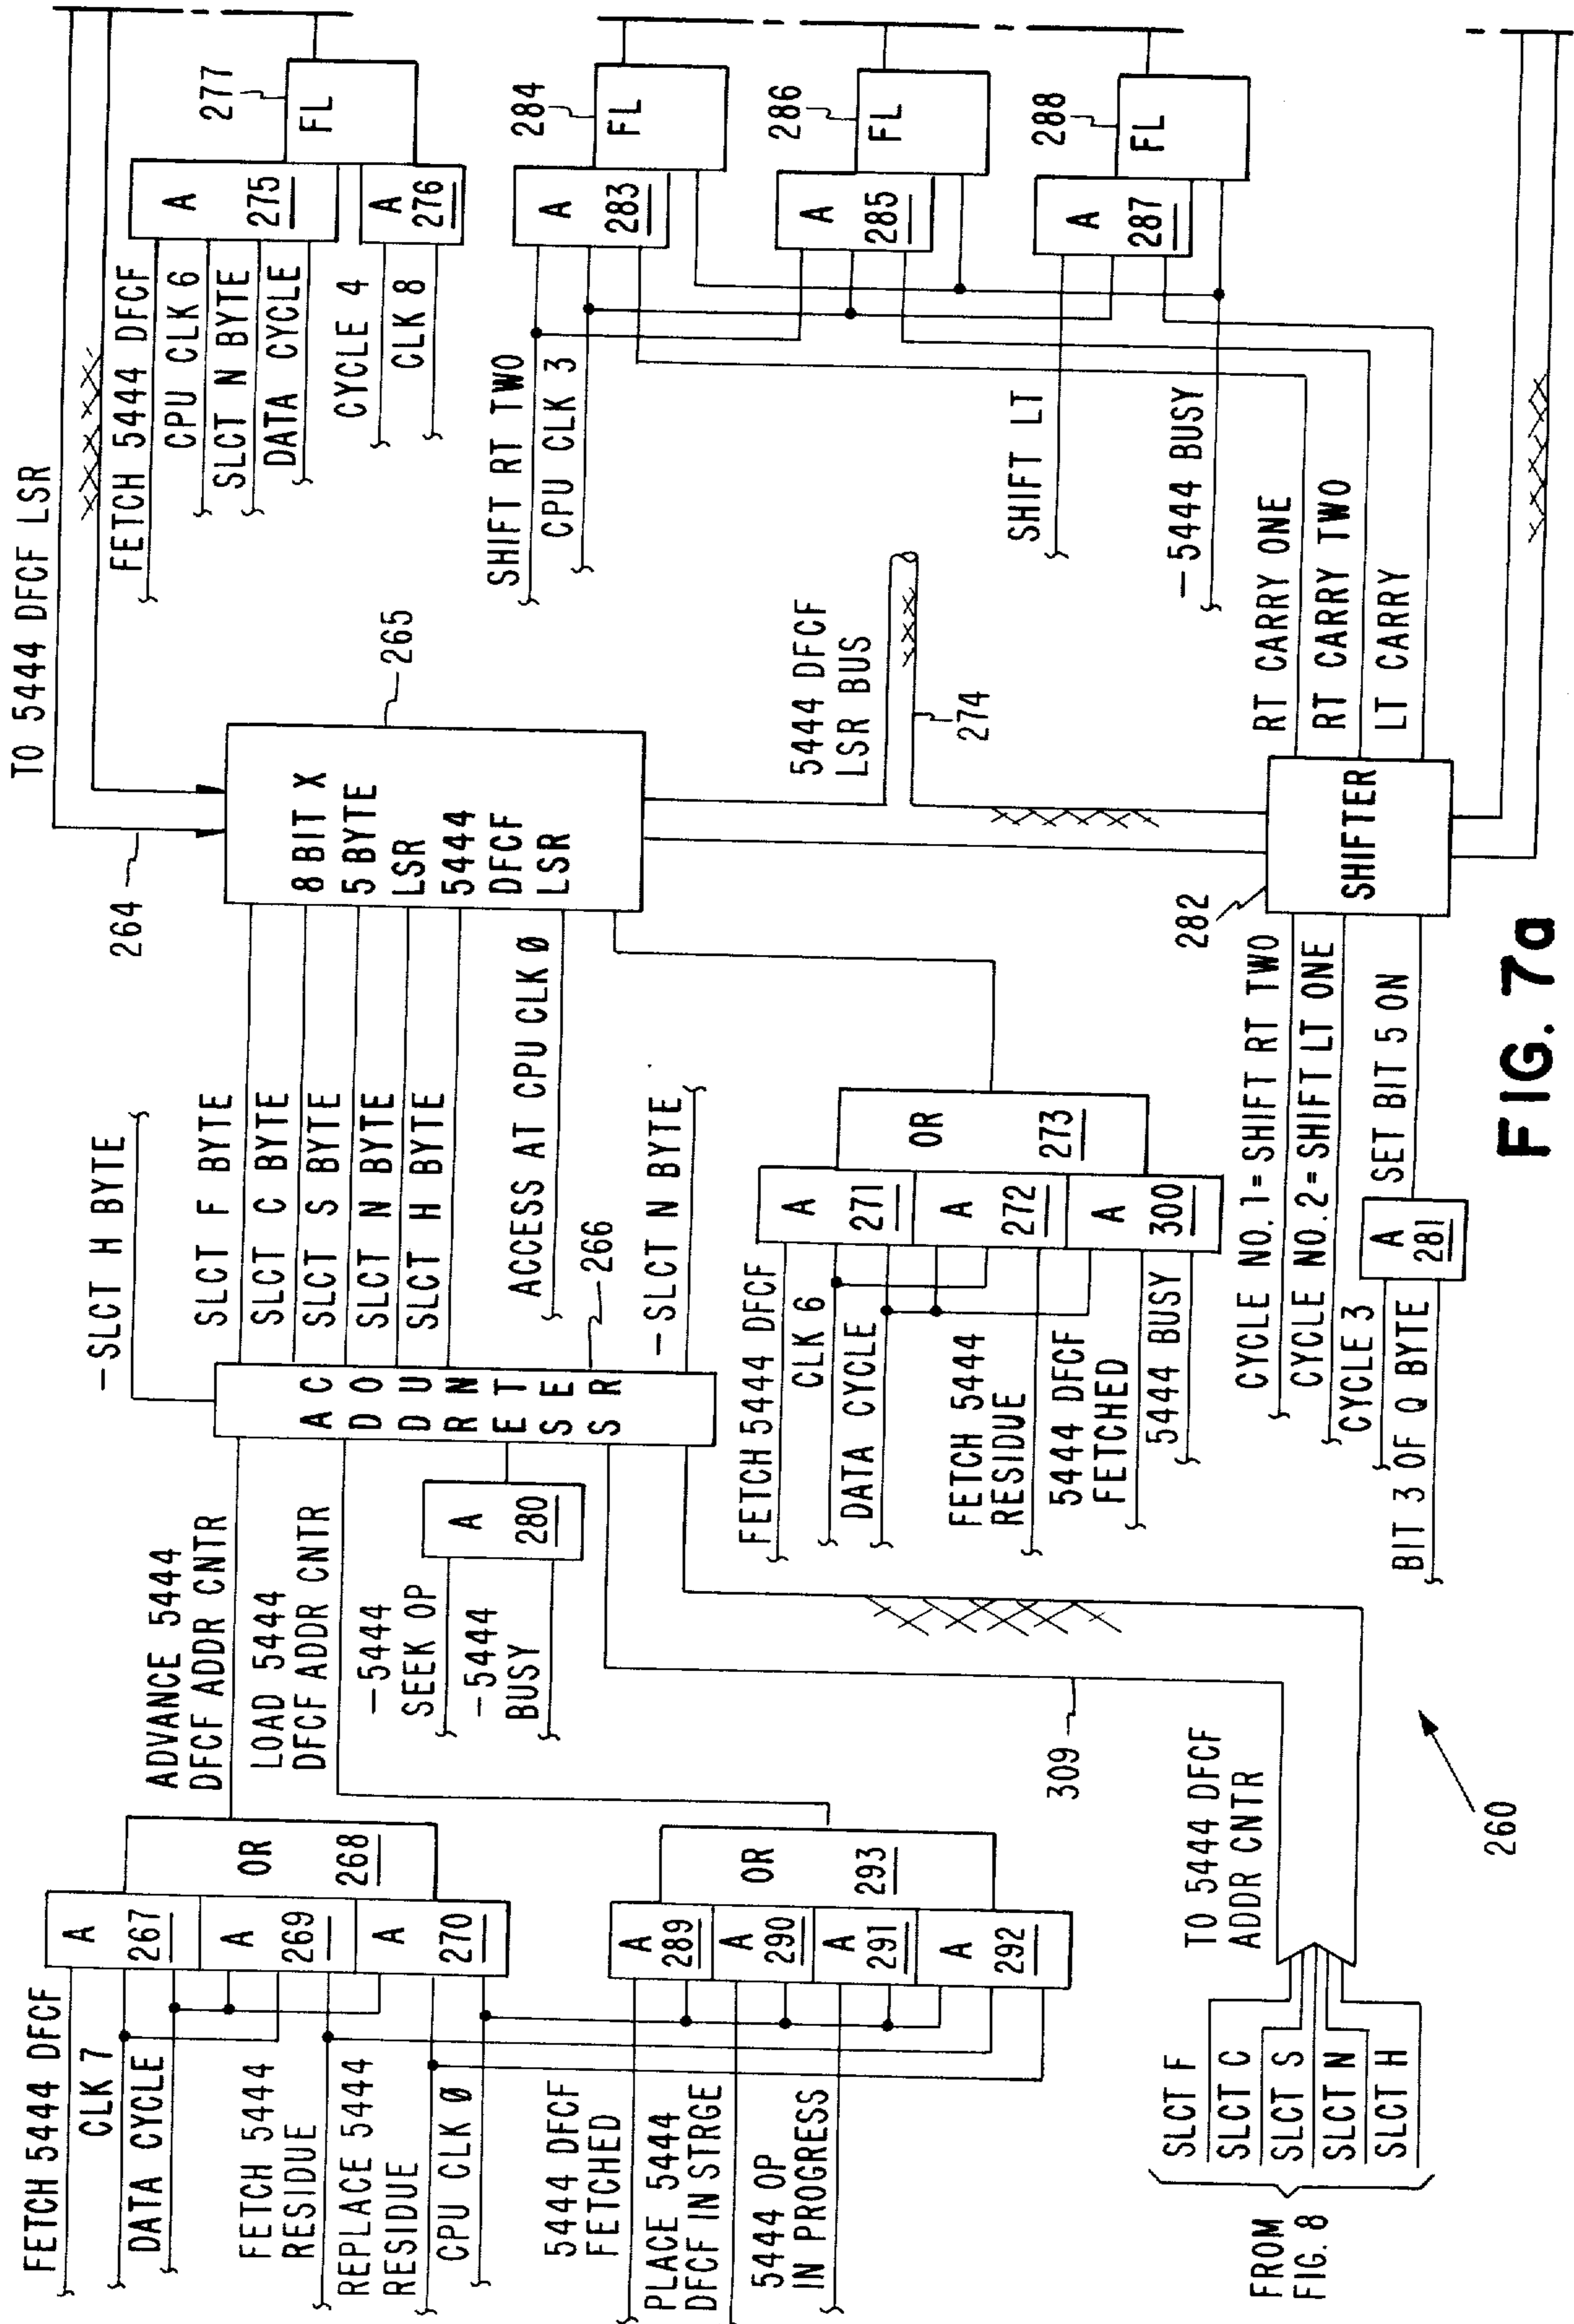 TO 5444 DFCF LSR
264
277
FL
A
275
A
276
FETCH 5444 DFCF
CPU CLK 6
SLCT N BYTE
DATA CYCLE
CYCLE 4
CLK 8
284
FL
A
283
SHIFT RT TWO
CPU CLK 3
286
FL
A
285
288
FL
A
287
SHIFT LT
-5444 BUSY
RT CARRY ONE
RT CARRY TWO
LT CARRY
265
8 BIT X
5 BYTE
LSR
5444
DFCF
LSR
5444 DFCF
LSR BUS
274
282
SHIFTER
-SLCT H BYTE
SLCT F BYTE
SLCT C BYTE
SLCT S BYTE
SLCT N BYTE
SLCT H BYTE
ACCESS AT CPU CLK Ø
266
-SLCT N BYTE
A C
D O
D U
R N
E T
S E
S R
OR
273
A
271
A
272
A
300
FETCH 5444 DFCF
CLK 6
DATA CYCLE
FETCH 5444
RESIDUE
5444 DFCF
FETCHED
5444 BUSY
CYCLE NO. 1 = SHIFT RT TWO
CYCLE NO. 2 = SHIFT LT ONE
CYCLE 3
SET BIT 5 ON
A
281
BIT 3 OF Q BYTE
ADVANCE 5444
DFCF ADDR CNTR
LOAD 5444
DFCF ADDR CNTR
A
280
-5444
SEEK OP
-5444
BUSY
309
OR
268
A
267
A
269
A
270
FETCH 5444 DFCF
CLK 7
DATA CYCLE
FETCH 5444
RESIDUE
REPLACE 5444
RESIDUE
CPU CLK Ø
OR
293
A
289
A
290
A
291
A
292
5444 DFCF
FETCHED
PLACE 5444
DFCF IN STRGE
5444 OP
IN PROGRESS
TO 5444 DFCF
ADDR CNTR
SLCT F
SLCT C
SLCT S
SLCT N
SLCT H
FROM
FIG. 8
260
FIG. 7a